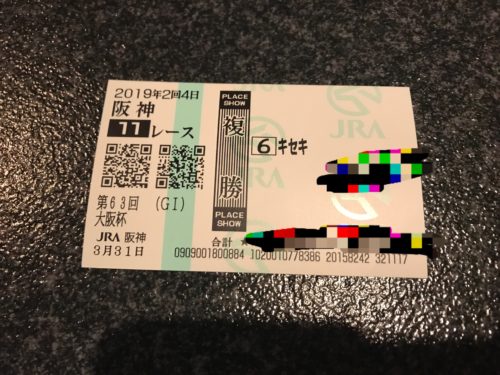 2019年2回4日
阪神
11レース
第63回 (GI)
大阪杯
JRA 阪神
3月31日
PLACE
SHOW
複勝
PLACE
SHOW
6 キセキ
JRA
合計 ★
0909001800884 1020010778386 20158242 321117